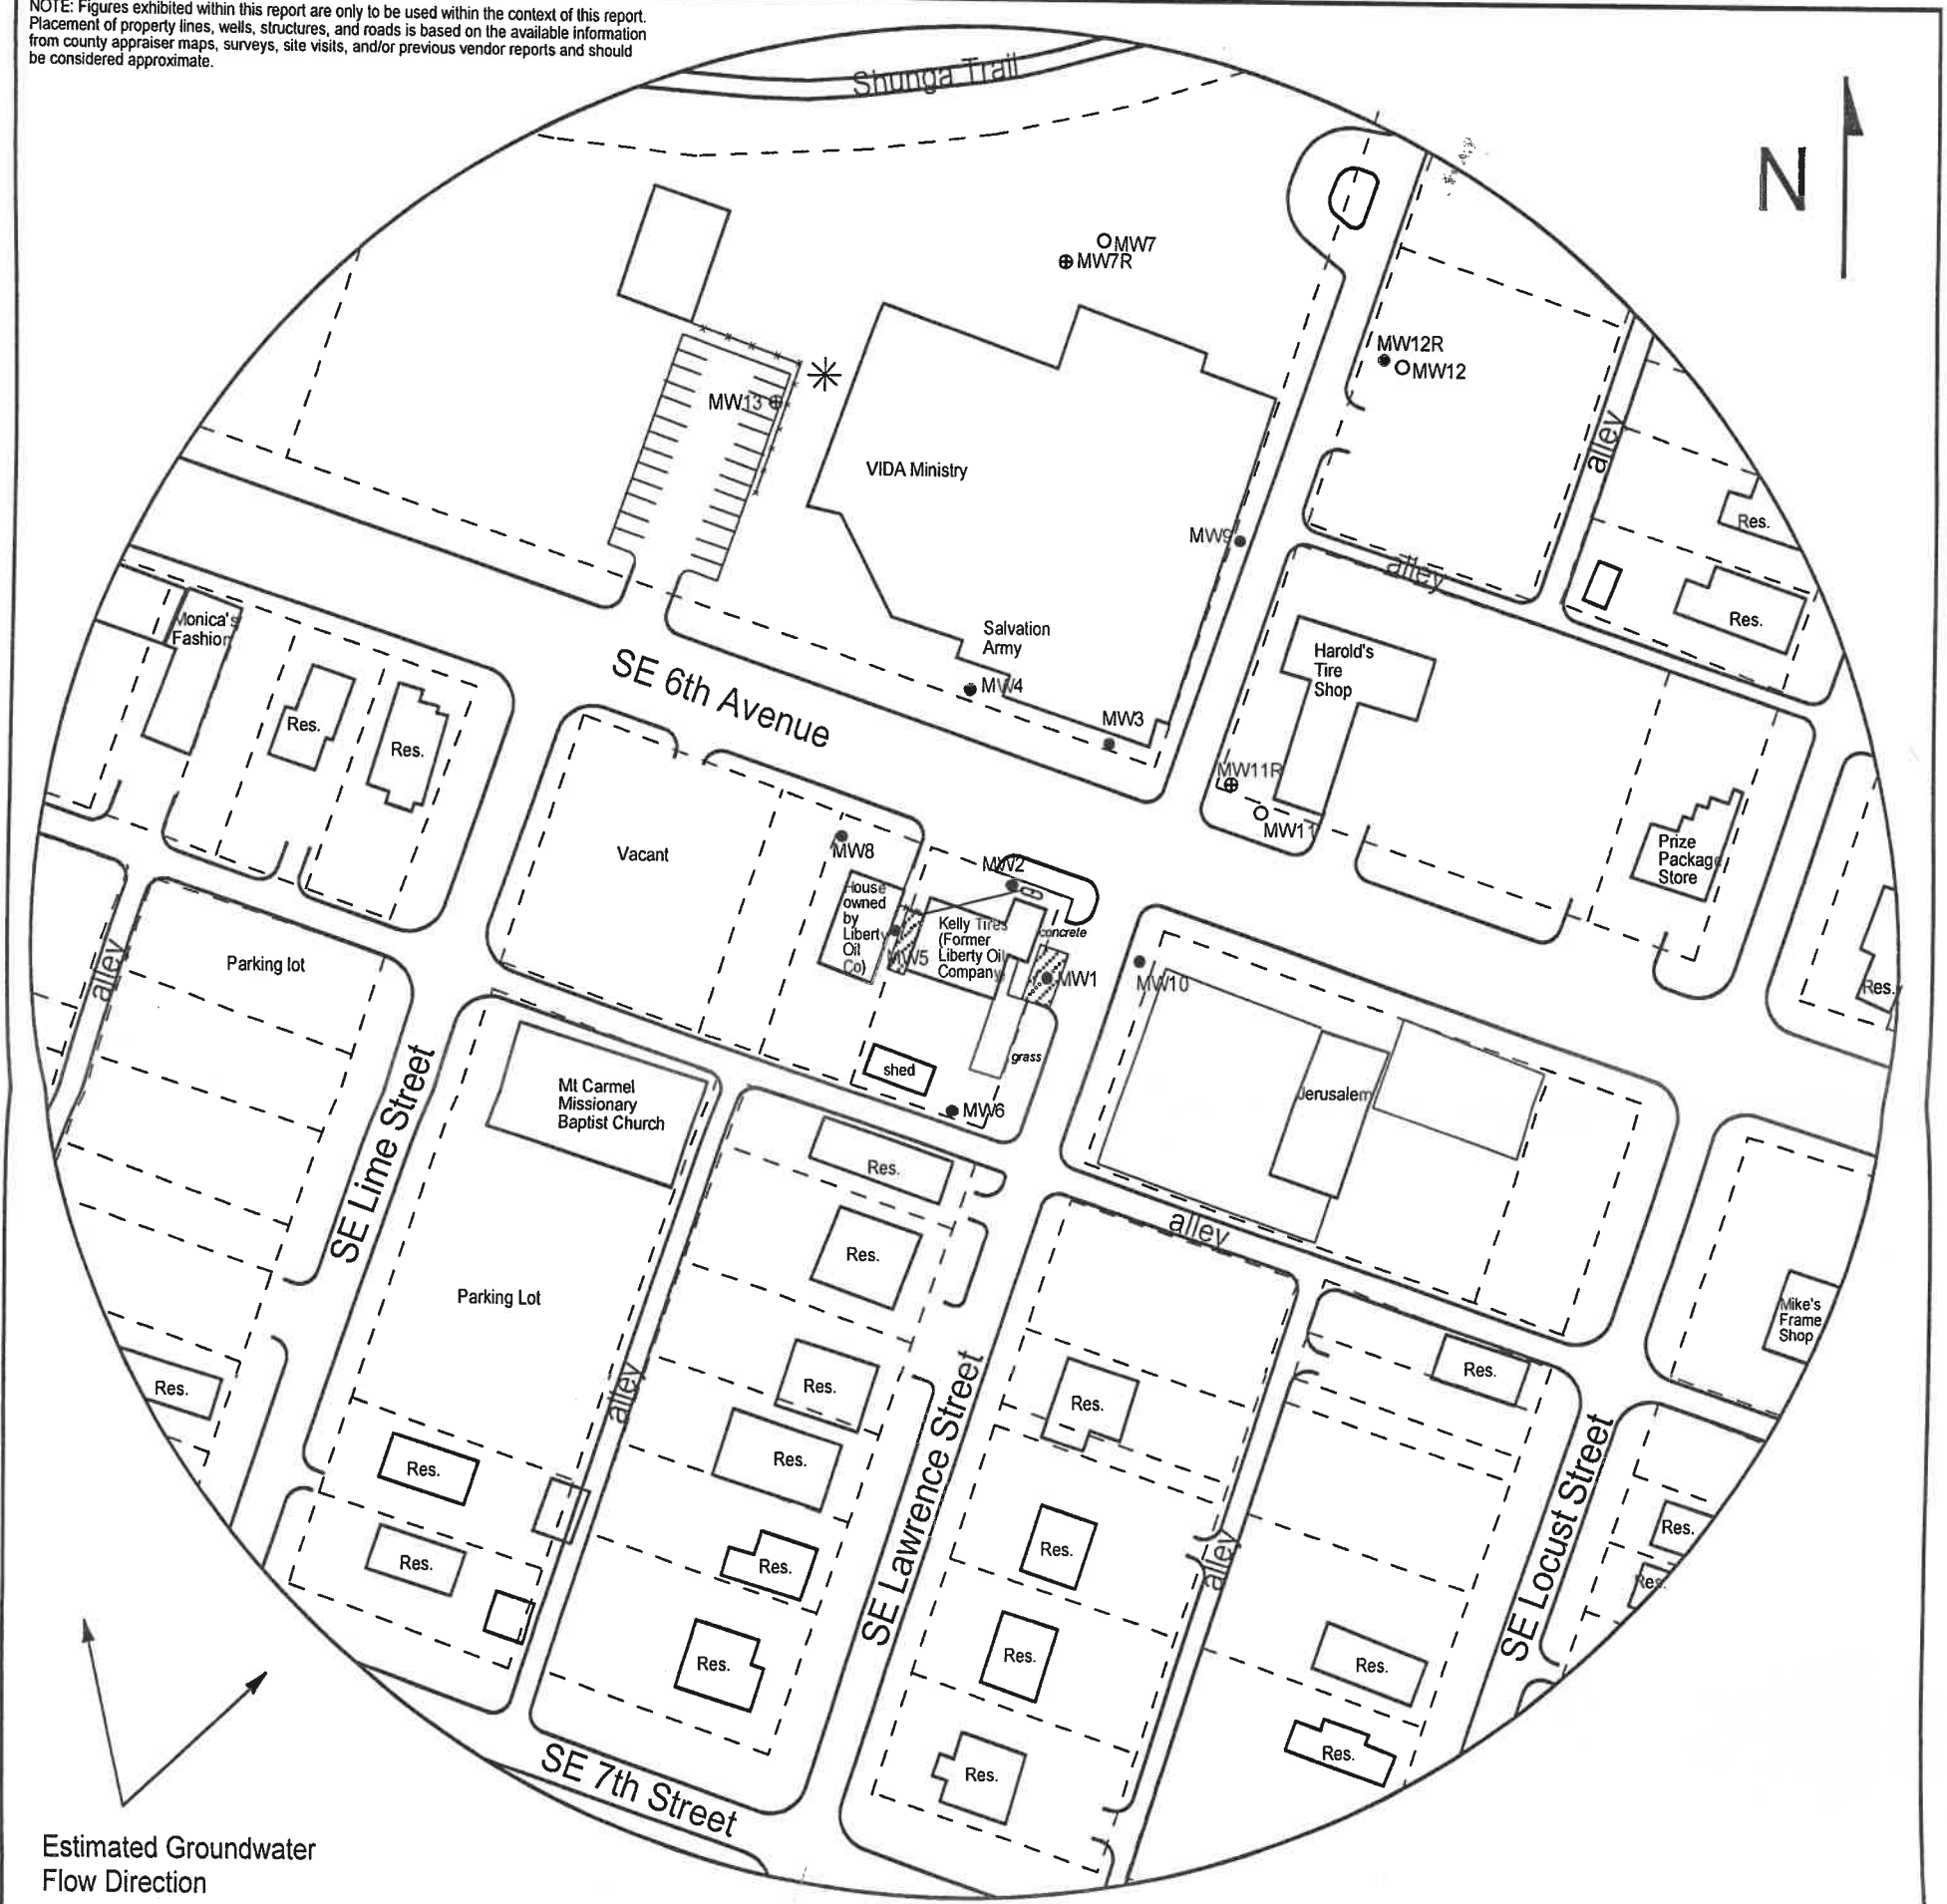 NOTE: Figures exhibited within this report are only to be used within the context of this report.
Placement of property lines, wells, structures, and roads is based on the available information
from county appraiser maps, surveys, site visits, and/or previous vendor reports and should
be considered approximate.
Shunga Trail
N
MW7
MW7R
MW12R
MW12
MW13
alley
VIDA Ministry
Res.
MW9
alley
Res.
Monica's
Fashion
Salvation
Army
Harold's
Tire
Shop
SE 6th Avenue
MW4
MW3
Res.
Res.
MW11R
MW11
Vacant
MW8
MW2
Prize
Package
Store
House
owned
by
Liberty
Oil
Co)
Kelly Tires
(Former
Liberty Oil
Company
concrete
MW5
MW1
MW10
Res.
Parking lot
alley
grass
shed
MW6
Mt Carmel
Missionary
Baptist Church
Jerusalem
SE Lime Street
Res.
alley
Res.
Parking Lot
Mike's
Frame
Shop
Res.
Res.
alley
Res.
Res.
Res.
Res.
SE Lawrence Street
SE Locust Street
Res.
Res.
Res.
Res.
alley
Res.
Res.
Res.
Res.
Res.
Res.
Res.
SE 7th Street
Estimated Groundwater
Flow Direction